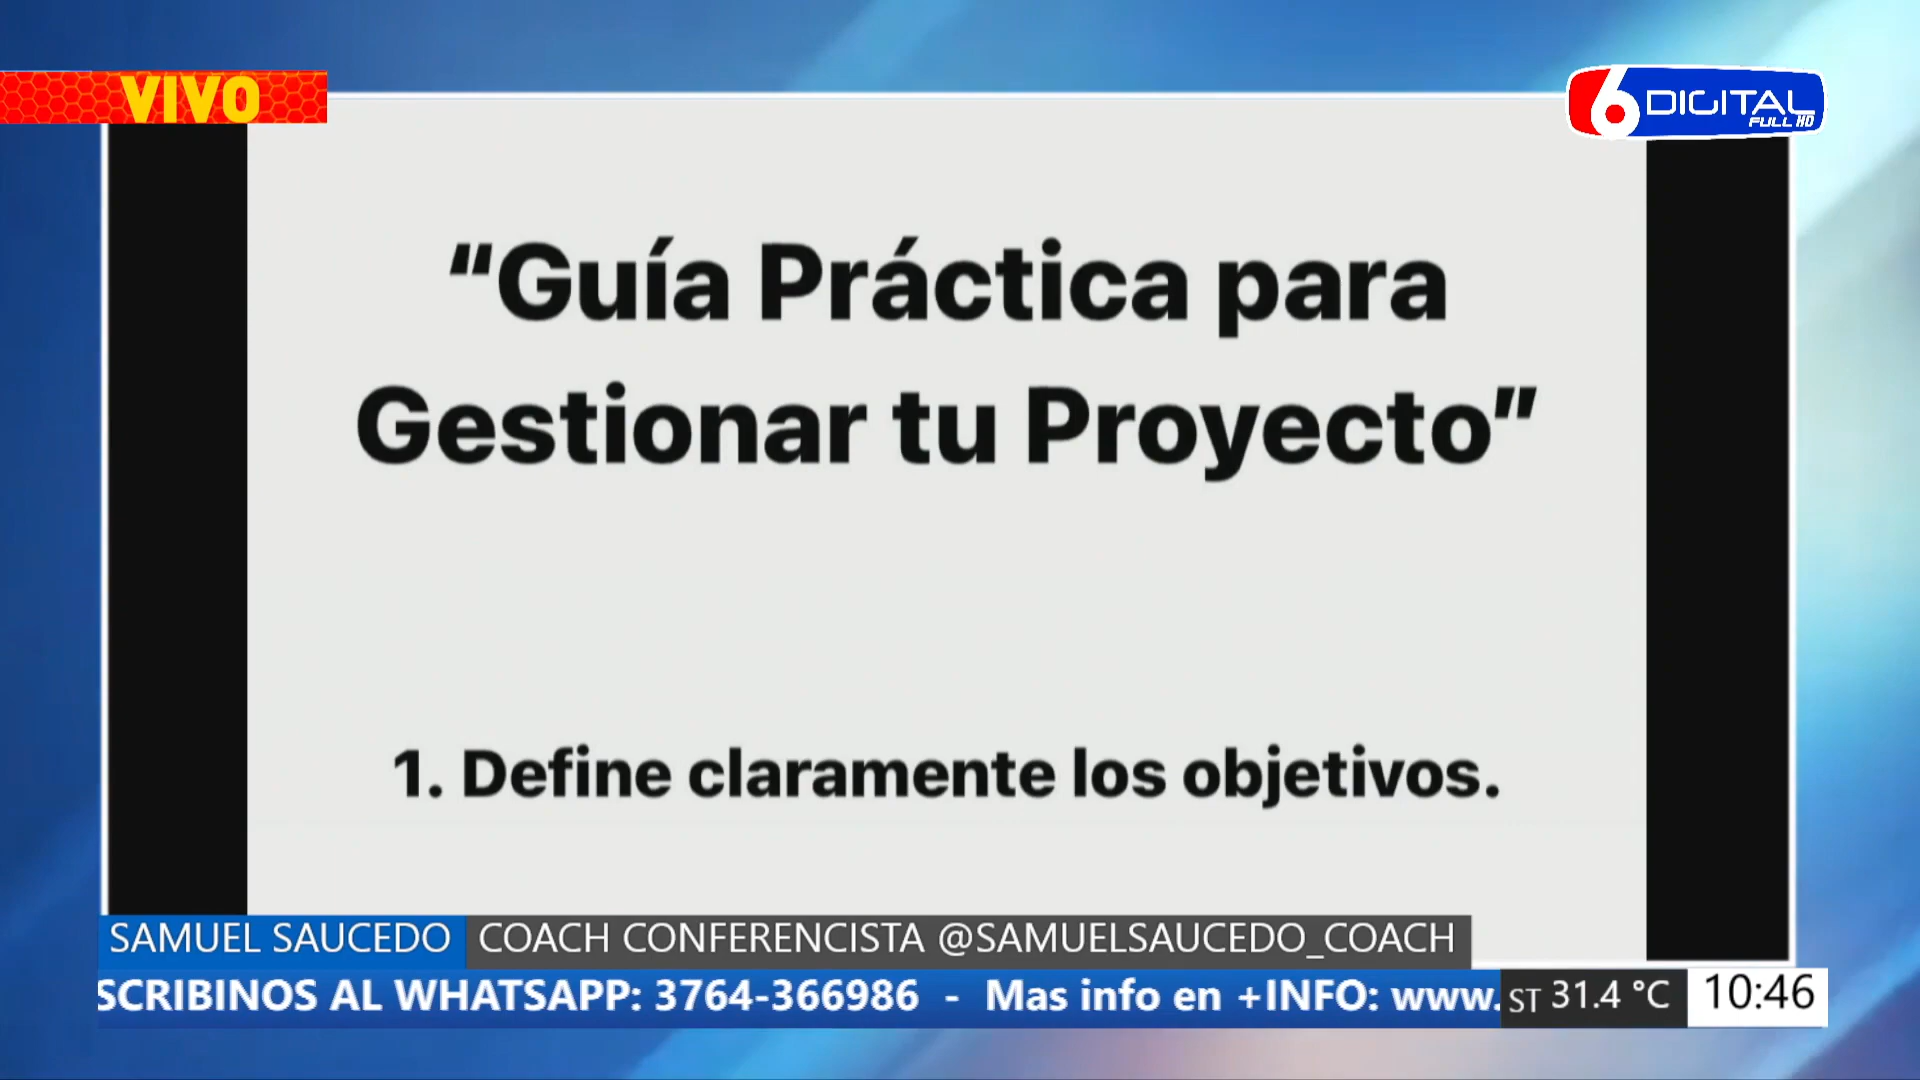 VIVO
6 DIGITAL
FULL HD
“Guía Práctica para
Gestionar tu Proyecto”
1. Define claramente los objetivos.
SAMUEL SAUCEDO COACH CONFERENCISTA @SAMUELSAUCEDO_COACH
SCRIBINOS AL WHATSAPP: 3764-366986 - Mas info en +INFO: www. ST 31.4 °C 10:46